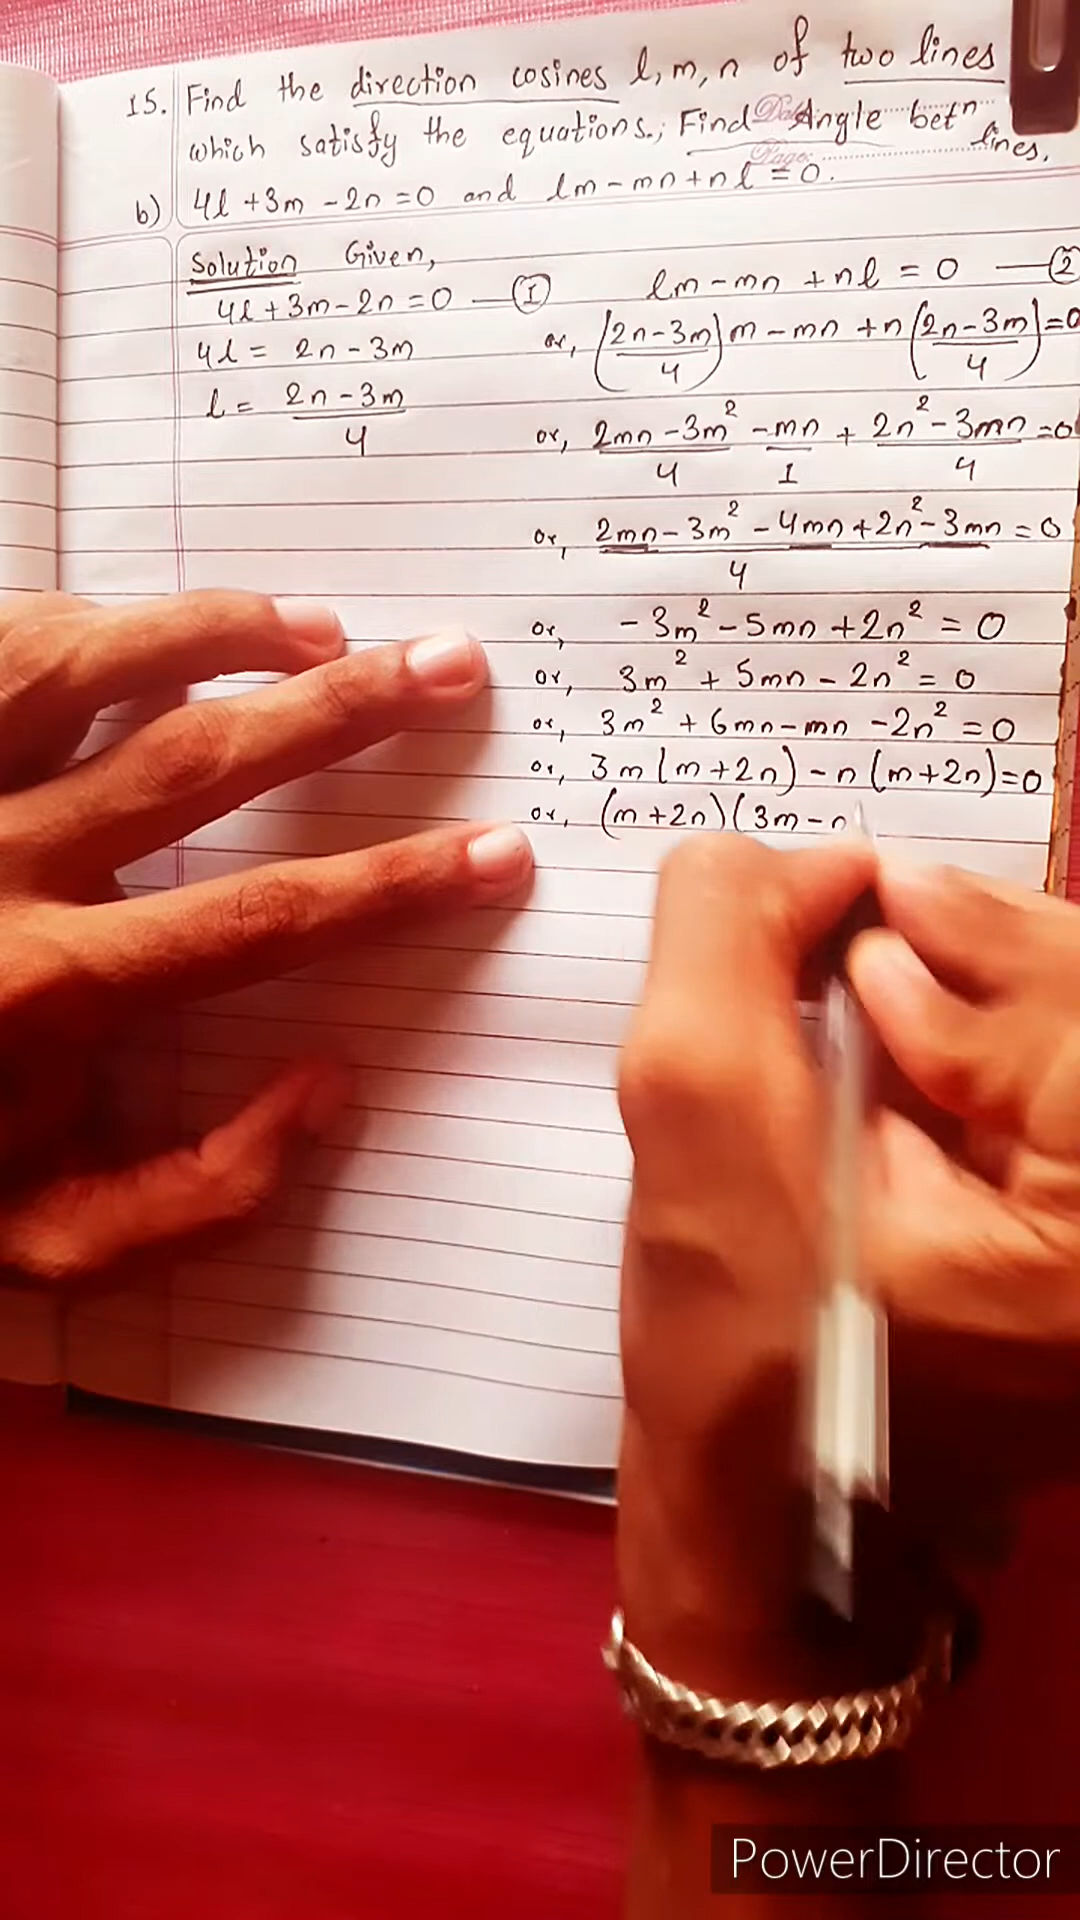 15. Find the direction cosines l, m, n of two lines
which satisfy the equations.; Find Angle betⁿ lines.
Page:
b) 4l + 3m - 2n = 0 and lm - mn + nl = 0.
Solution Given,
4l + 3m - 2n = 0 — (I)
4l = 2n - 3m
l = (2n - 3m)/4
lm - mn + nl = 0 — (2)
or, ((2n - 3m)/4) m - mn + n ((2n - 3m)/4) = 0
or, (2mn - 3m²)/4 - mn/1 + (2n² - 3mn)/4 = 0
or, (2mn - 3m² - 4mn + 2n² - 3mn)/4 = 0
or, -3m² - 5mn + 2n² = 0
or, 3m² + 5mn - 2n² = 0
or, 3m² + 6mn - mn - 2n² = 0
or, 3m (m + 2n) - n (m + 2n) = 0
or, (m + 2n) (3m - n
PowerDirector